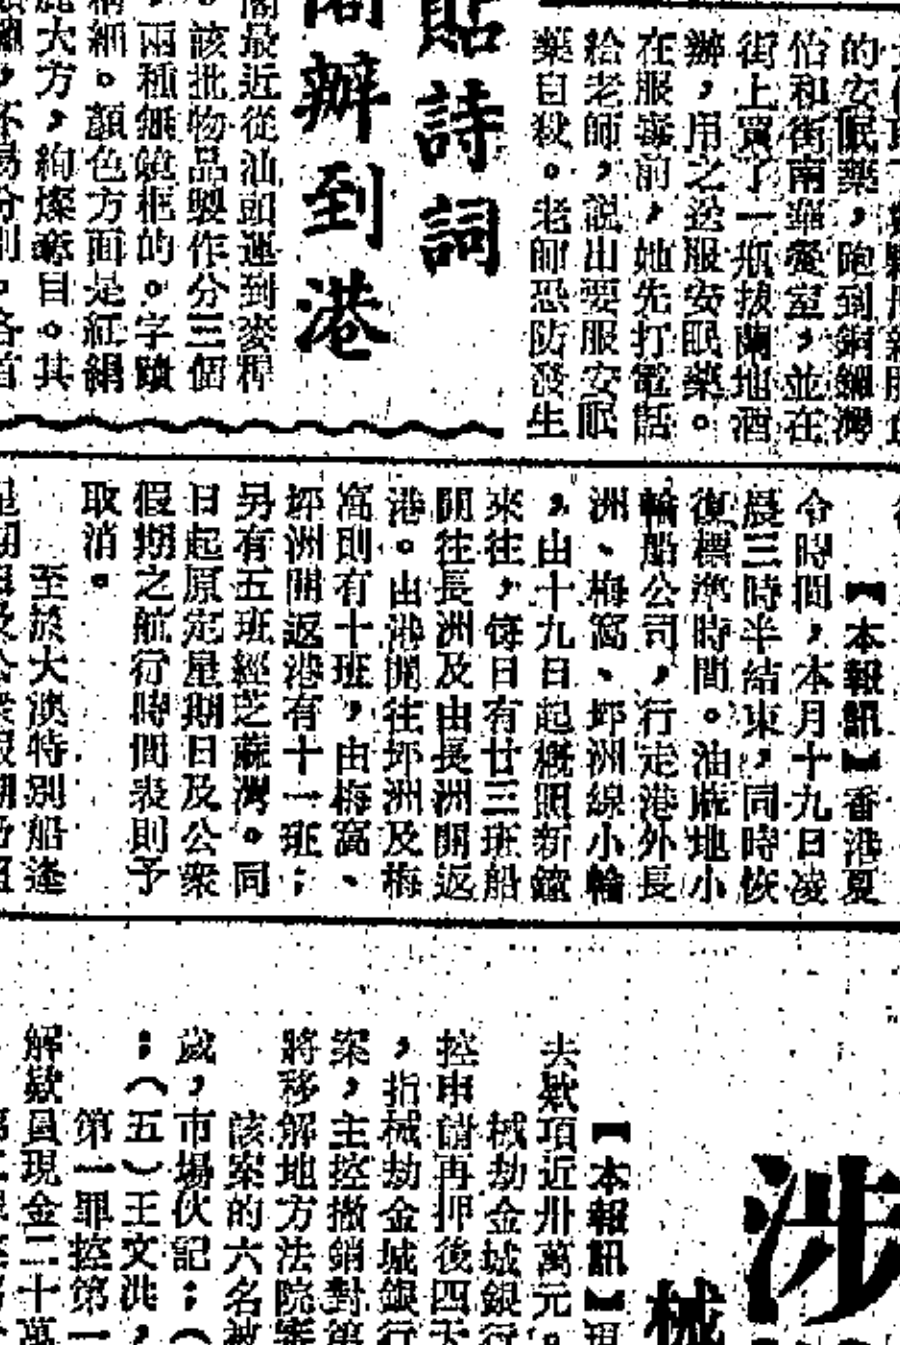 的安眠藥，跑到銅鑼灣
怡和街南華餐室，並在
街上買了一瓶拔蘭地酒
辦，用之送服安眠藥。
在服毒前，她先打電話
給老師，說出要服安眠
藥自殺。老師恐防發生
貼詩詞
閣辦到港
閣最近從汕頭運到麥稈
。該批物品製作分三個
，兩種無鏡框的。字蹟
綢細。顏色方面是紅絹
大方，絢燦奪目。其
【本報訊】香港夏
令時間，本月十九日凌
晨三時半結束，同時恢
復標準時間。油蔴地小
輪船公司，行走港外長
洲、梅窩、坪洲線小輪
，由十九日起概照新鐘
來往，每日有廿三班船
開往長洲及由長洲開返
港。由港開往坪洲及梅
窩則有十班，由梅窩、
坪洲開返港有十一班；
另有五班經芝蔴灣。同
日起原定星期日及公衆
假期之航行時間表則予
取消。
至於大澳特別船逢
涉
械
【本報訊】
去欵項近卅萬元。
械劫金城銀行
控申請再押後四天
，指械劫金城銀行
案，主控撤銷對第
將移解地方法院審
該案的六名被
歲，市場伙記；（
；（五）王文洪，
第一罪控第一
解欵員現金二十萬